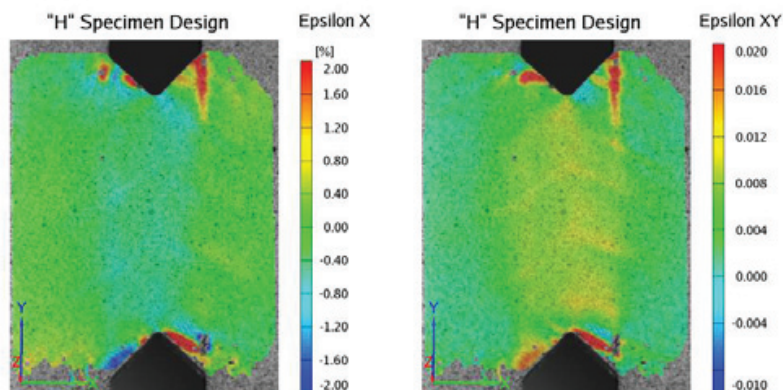 "H" Specimen Design
Epsilon X
[%]
2.00
1.60
1.20
0.80
0.40
0.00
-0.40
-0.80
-1.20
-1.60
-2.00
Y
Z
X
"H" Specimen Design
Epsilon XY
0.020
0.016
0.012
0.008
0.004
0.000
-0.004
-0.010
Y
Z
X